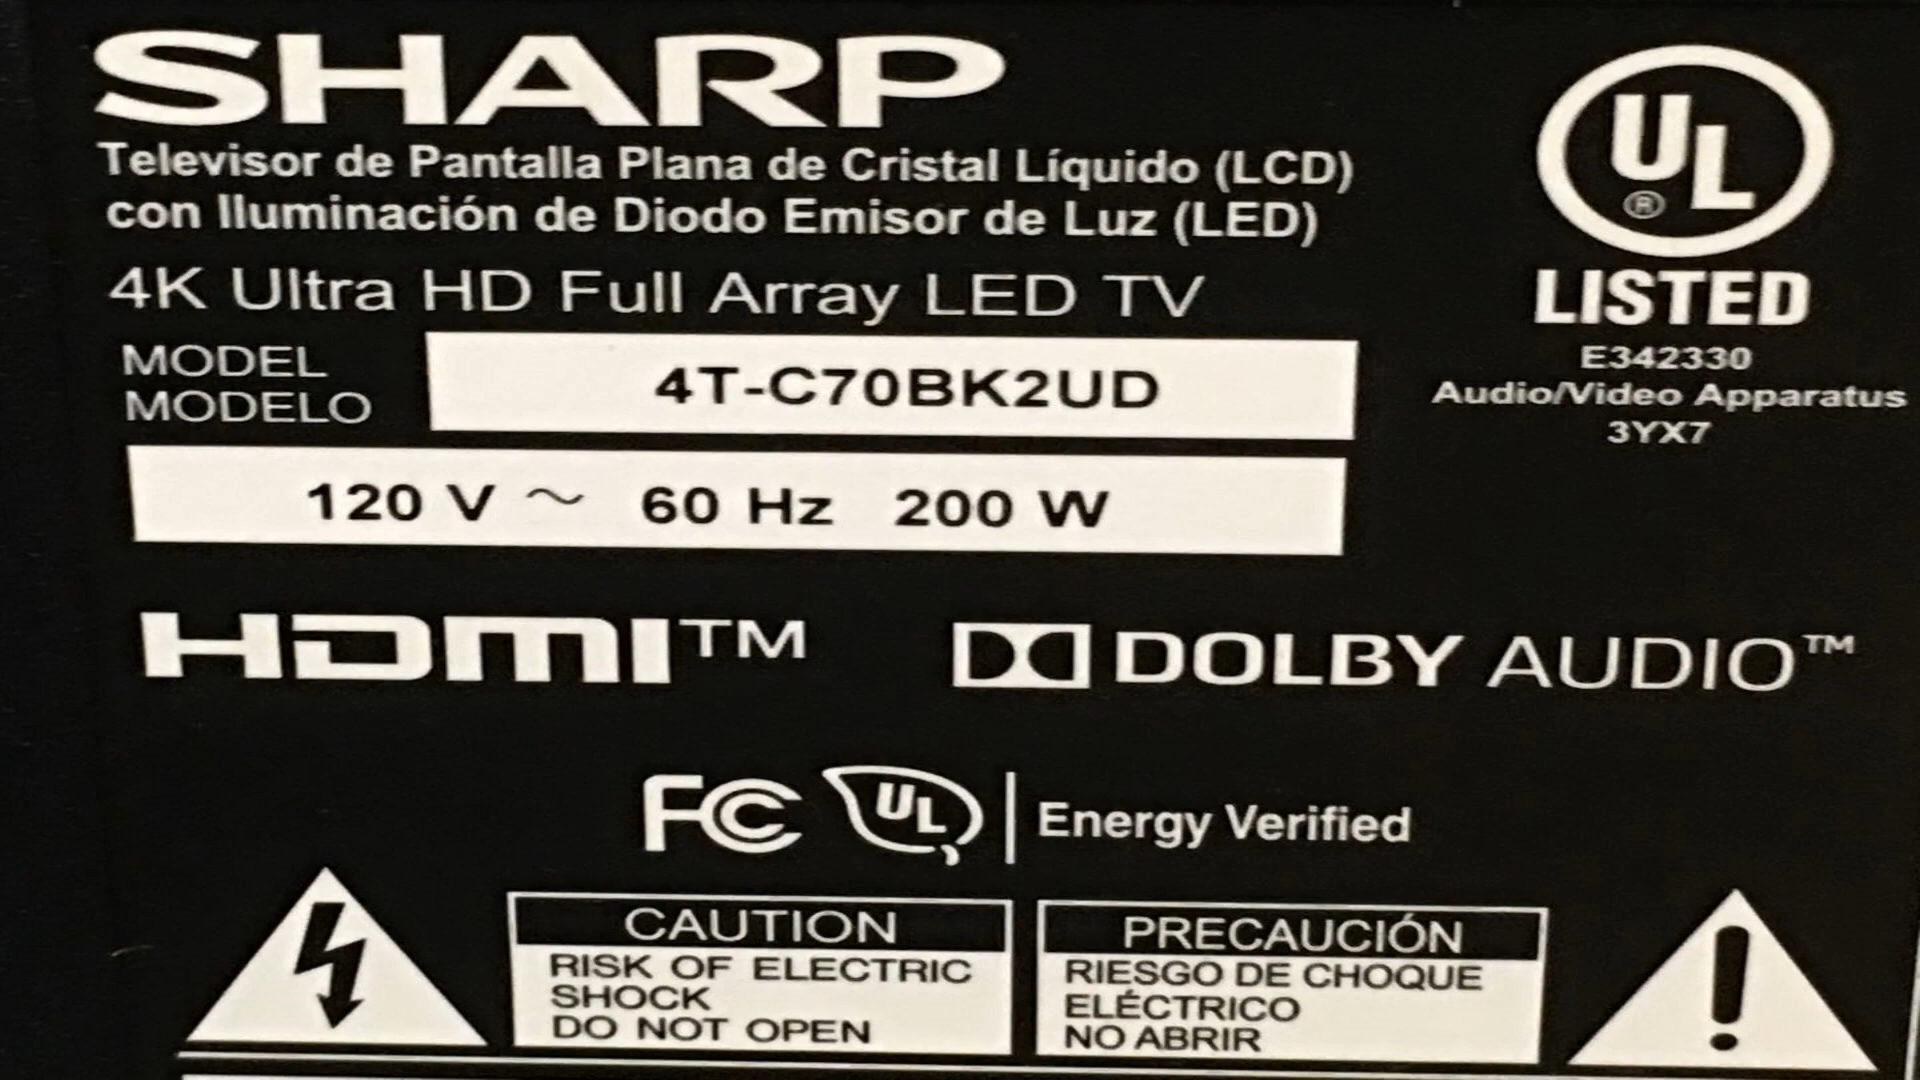 SHARP
Televisor de Pantalla Plana de Cristal Líquido (LCD)
con Iluminación de Diodo Emisor de Luz (LED)
4K Ultra HD Full Array LED TV
MODEL
MODELO
4T-C70BK2UD
120 V ~ 60 Hz 200 W
UL
®
LISTED
E342330
Audio/Video Apparatus
3YX7
HDMI™
DOLBY AUDIO™
FC UL Energy Verified
CAUTION
RISK OF ELECTRIC
SHOCK
DO NOT OPEN
PRECAUCIÓN
RIESGO DE CHOQUE
ELÉCTRICO
NO ABRIR